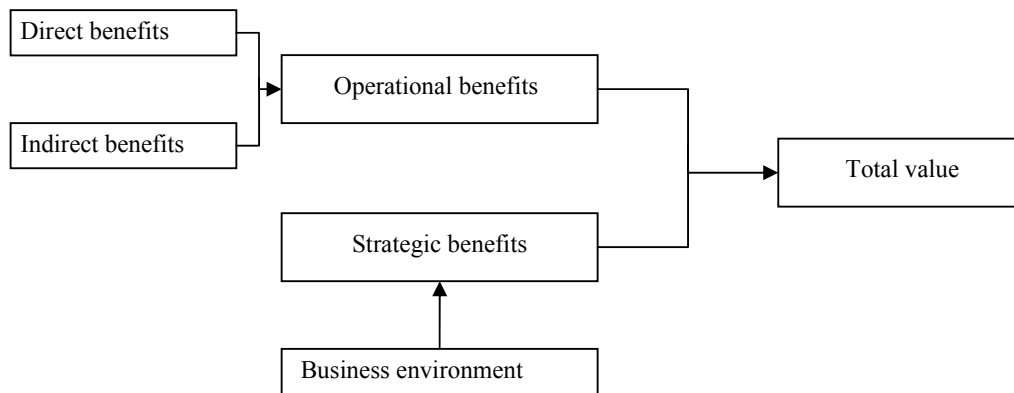 Direct benefits
Operational benefits
Indirect benefits
Total value
Strategic benefits
Business environment